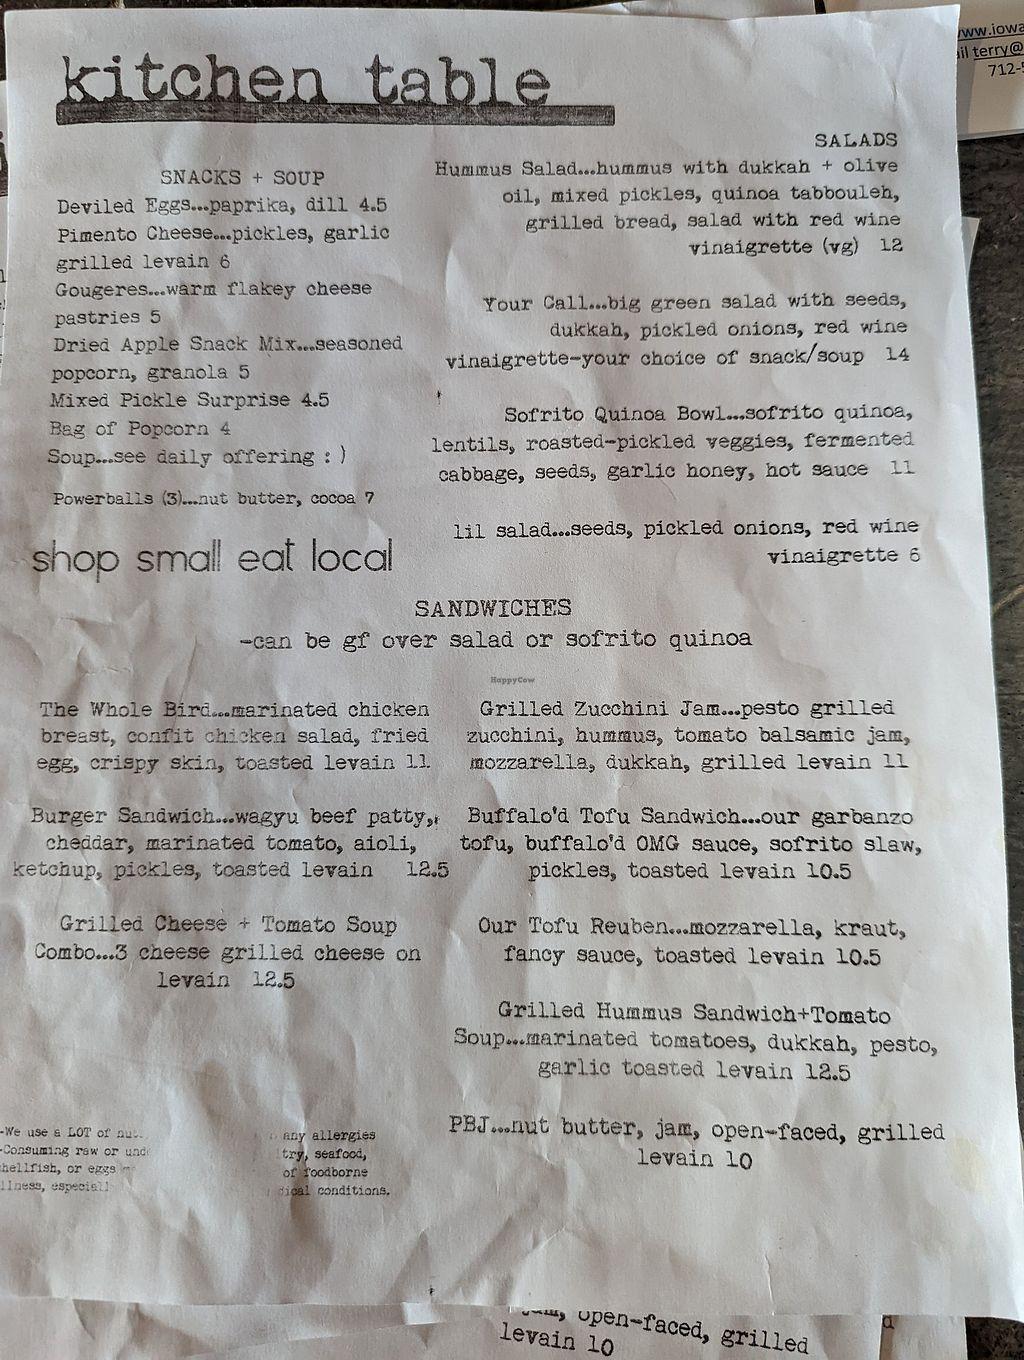 kitchen table
SNACKS + SOUP
Deviled Eggs...paprika, dill 4.5
Pimento Cheese...pickles, garlic
grilled levain 6
Gougeres...warm flakey cheese
pastries 5
Dried Apple Snack Mix...seasoned
popcorn, granola 5
Mixed Pickle Surprise 4.5
Bag of Popcorn 4
Soup...see daily offering : )
Powerballs (3)...nut butter, cocoa 7
shop small eat local
SALADS
Hummus Salad...hummus with dukkah + olive
oil, mixed pickles, quinoa tabbouleh,
grilled bread, salad with red wine
vinaigrette (vg) 12
Your Call...big green salad with seeds,
dukkah, pickled onions, red wine
vinaigrette-your choice of snack/soup 14
Sofrito Quinoa Bowl...sofrito quinoa,
lentils, roasted-pickled veggies, fermented
cabbage, seeds, garlic honey, hot sauce 11
lil salad...seeds, pickled onions, red wine
vinaigrette 6
SANDWICHES
-can be gf over salad or sofrito quinoa
HappyCow
The Whole Bird...marinated chicken
breast, confit chicken salad, fried
egg, crispy skin, toasted levain 11
Burger Sandwich...wagyu beef patty,
cheddar, marinated tomato, aioli,
ketchup, pickles, toasted levain 12.5
Grilled Cheese + Tomato Soup
Combo...3 cheese grilled cheese on
levain 12.5
Grilled Zucchini Jam...pesto grilled
zucchini, hummus, tomato balsamic jam,
mozzarella, dukkah, grilled levain 11
Buffalo'd Tofu Sandwich...our garbanzo
tofu, buffalo'd OMG sauce, sofrito slaw,
pickles, toasted levain 10.5
Our Tofu Reuben...mozzarella, kraut,
fancy sauce, toasted levain 10.5
Grilled Hummus Sandwich+Tomato
Soup...marinated tomatoes, dukkah, pesto,
garlic toasted levain 12.5
PBJ...nut butter, jam, open-faced, grilled
levain 10
-We use a LOT of any allergies
-Consuming raw or seafood,
or eggs of foodborne
conditions.
open-faced, grilled
levain 10
terry@
712-